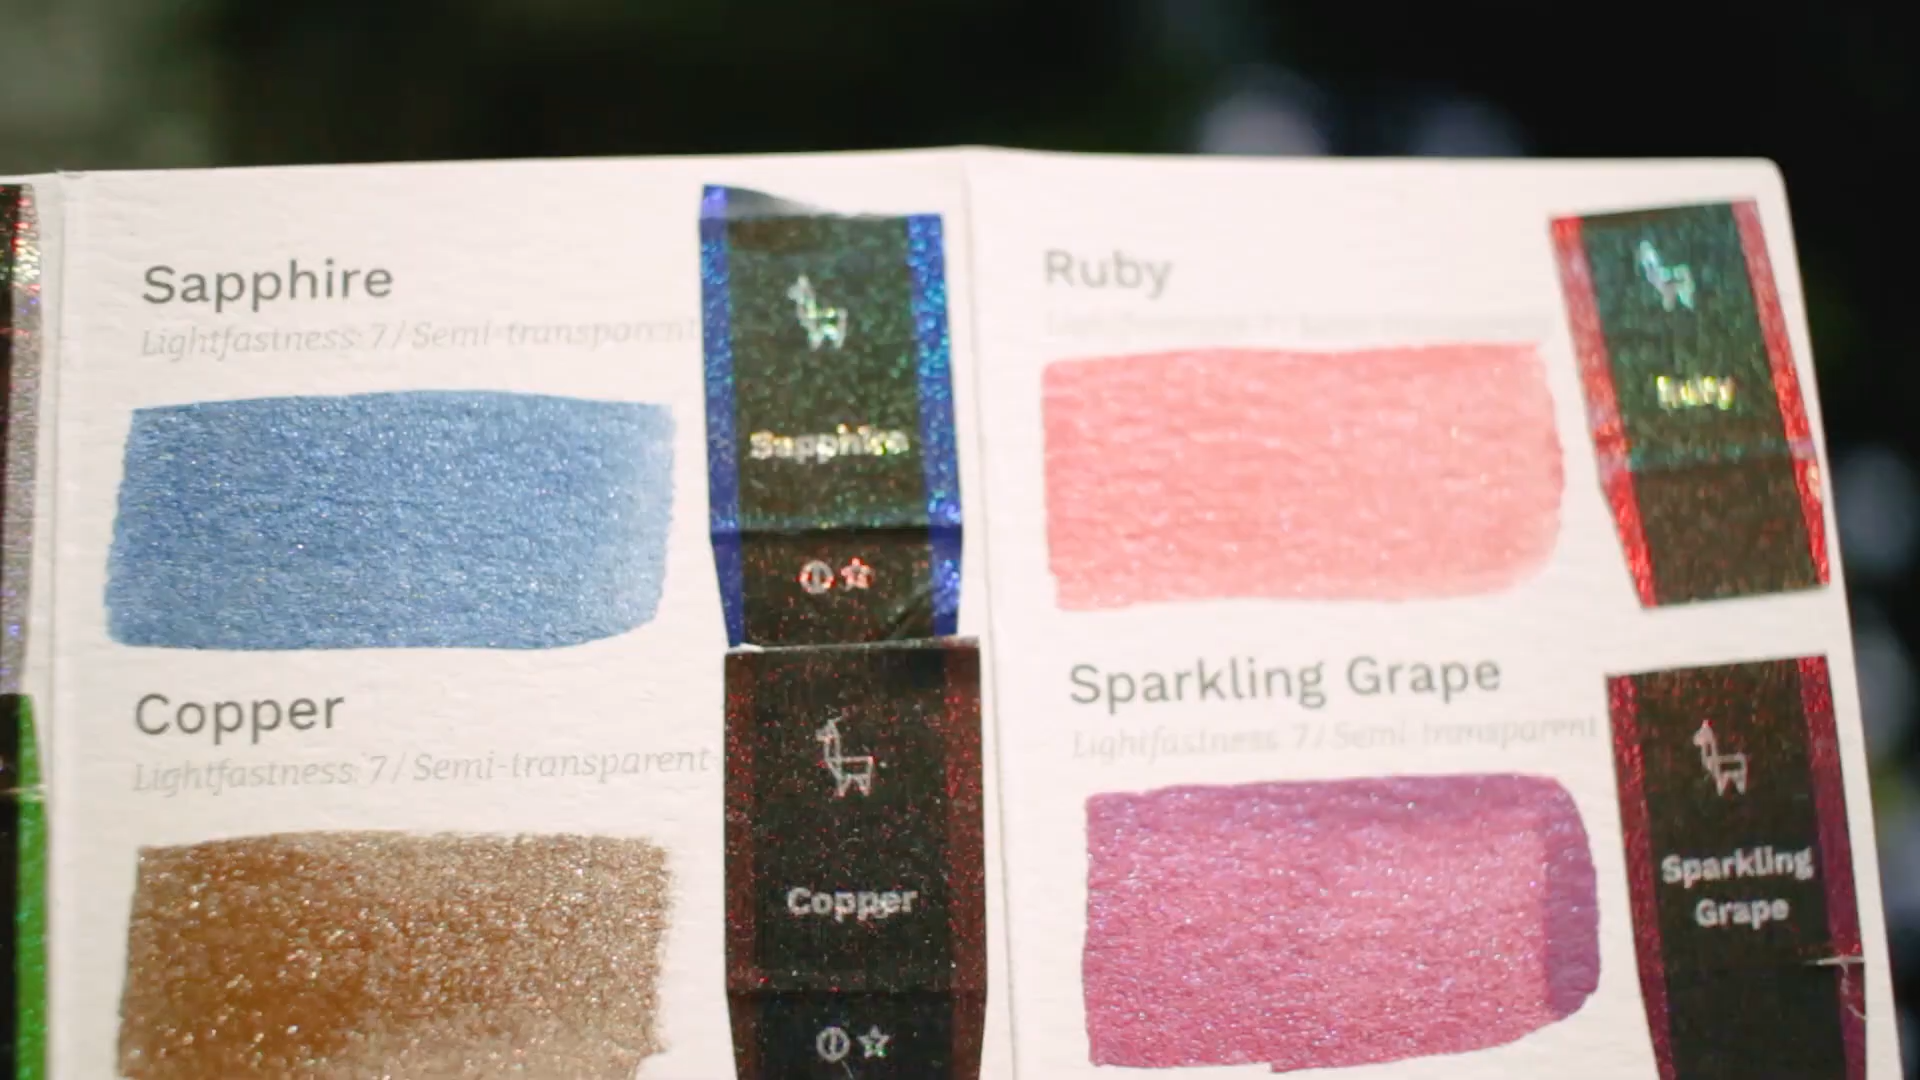 Sapphire
Lightfastness: 7 / Semi-transparent
Sapphire
Copper
Lightfastness: 7 / Semi-transparent
Copper
Ruby
Ruby
Sparkling Grape
Lightfastness: 7 / Semi-transparent
Sparkling
Grape